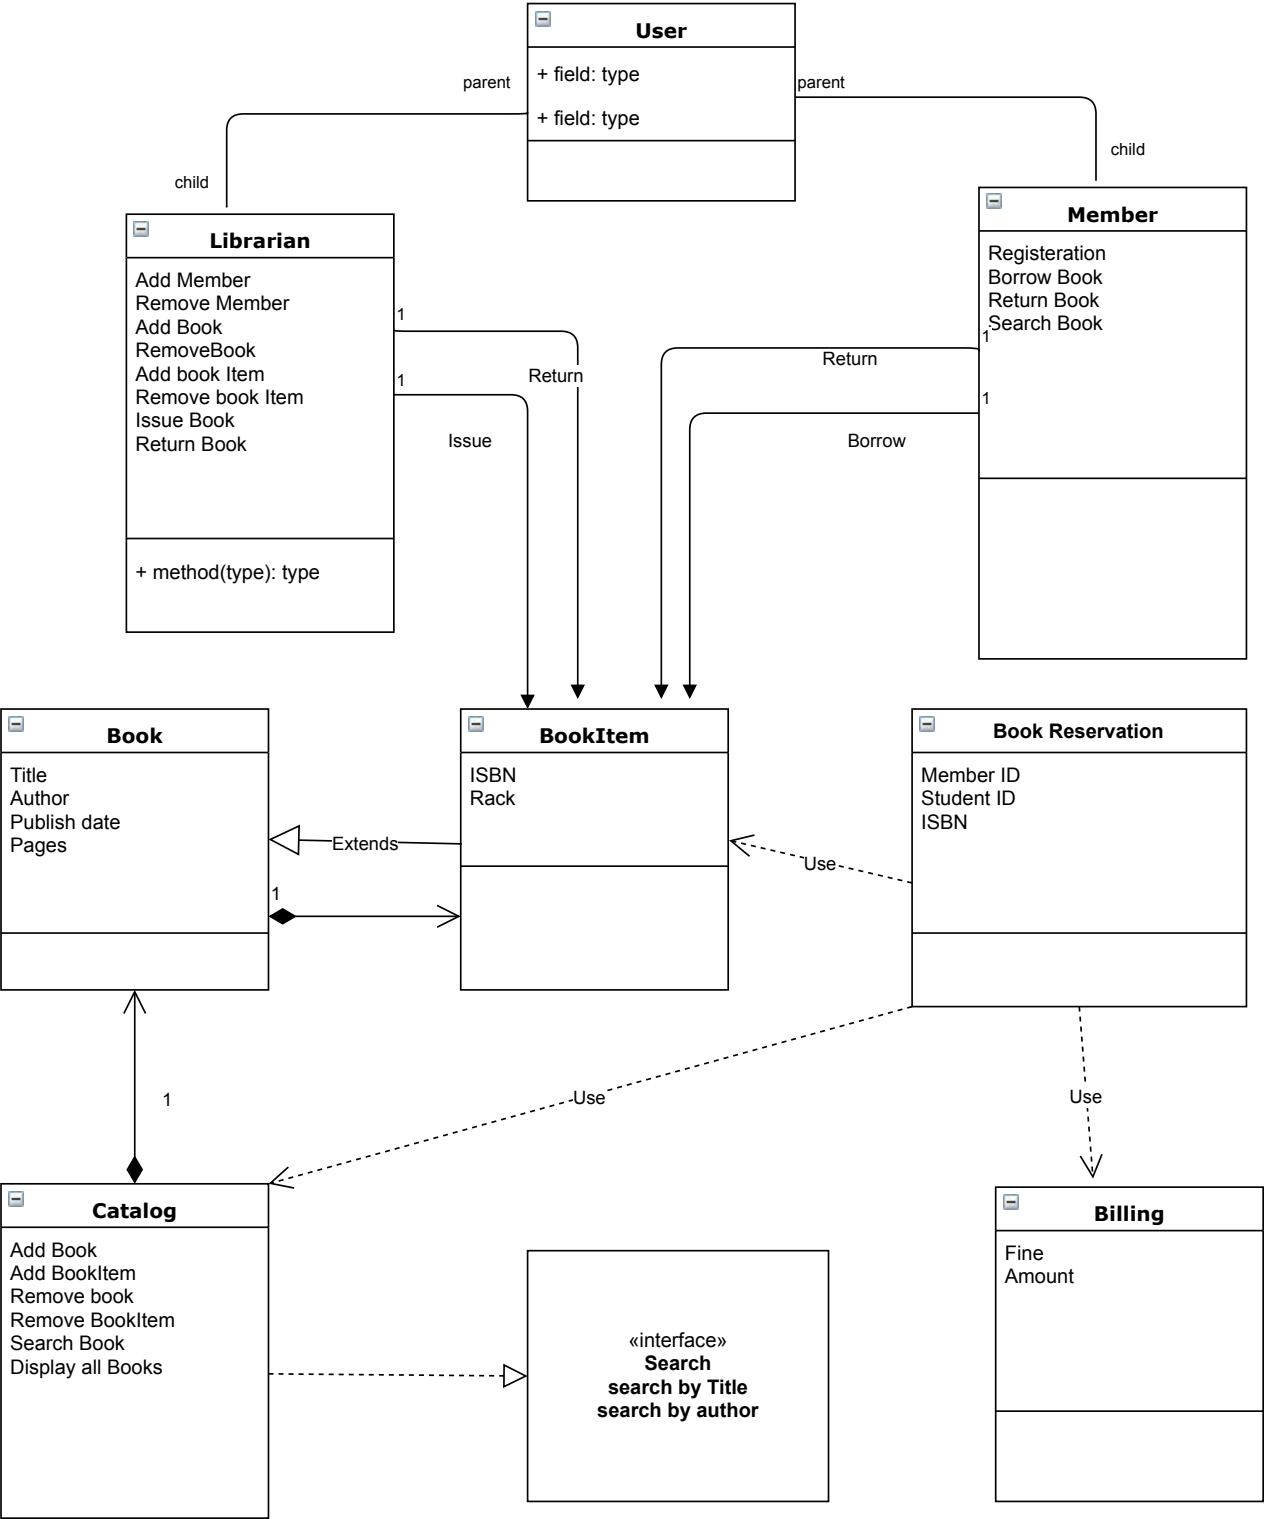 User
+ field: type
+ field: type
parent
parent
child
child
Librarian
Add Member
Remove Member
Add Book
RemoveBook
Add book Item
Remove book Item
Issue Book
Return Book
+ method(type): type
Member
Registeration
Borrow Book
Return Book
Search Book
1
Return
1
Issue
1
Return
1
Borrow
Book
Title
Author
Publish date
Pages
BookItem
ISBN
Rack
Book Reservation
Member ID
Student ID
ISBN
Extends
1
Use
1
Use
Use
Catalog
Add Book
Add BookItem
Remove book
Remove BookItem
Search Book
Display all Books
«interface»
Search
search by Title
search by author
Billing
Fine
Amount